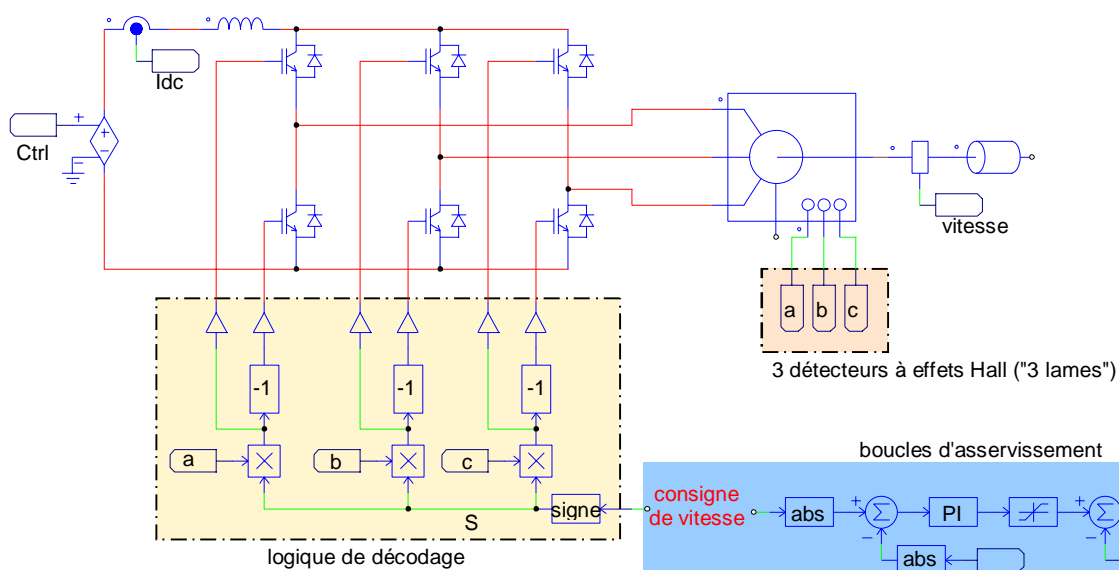 Idc
Ctrl
vitesse
a
b
c
3 détecteurs à effets Hall ("3 lames")
-1
-1
-1
a
b
c
signe
S
logique de décodage
boucles d'asservissement
consigne
de vitesse
abs
Σ
PI
Σ
abs